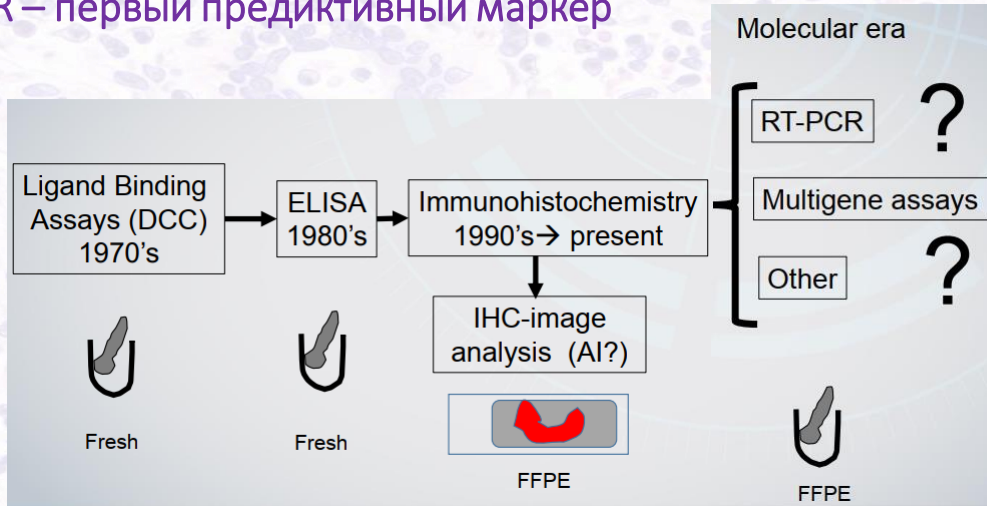 – первый предиктивный маркер
Molecular era
RT-PCR
?
Ligand Binding
Assays (DCC)
1970's
ELISA
1980's
Immunohistochemistry
1990's→ present
Multigene assays
Other
?
IHC-image
analysis (AI?)
Fresh
Fresh
FFPE
FFPE